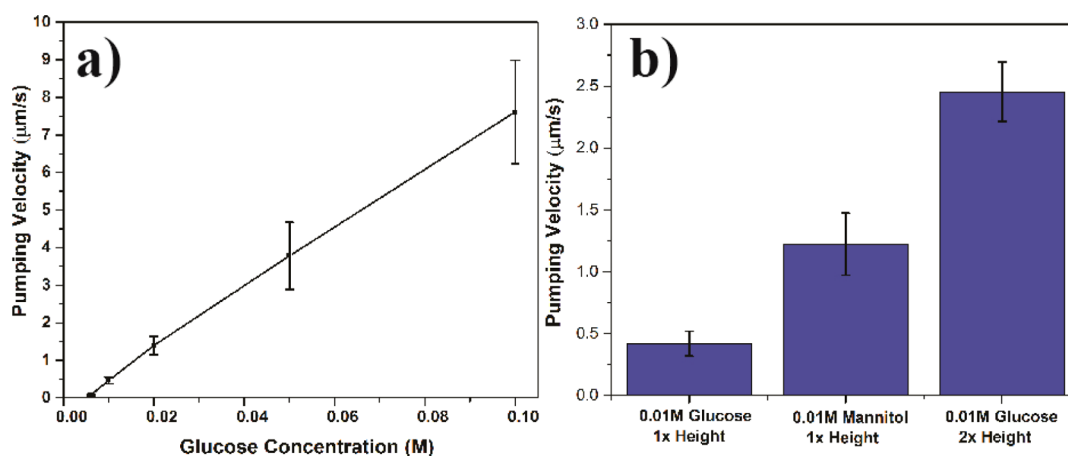 a)
Pumping Velocity (μm/s)
10
9
8
7
6
5
4
3
2
1
0
0.00 0.02 0.04 0.06 0.08 0.10
Glucose Concentration (M)
b)
Pumping Velocity (μm/s)
3.0
2.5
2.0
1.5
1.0
0.5
0.0
0.01M Glucose 0.01M Mannitol 0.01M Glucose
1x Height 1x Height 2x Height